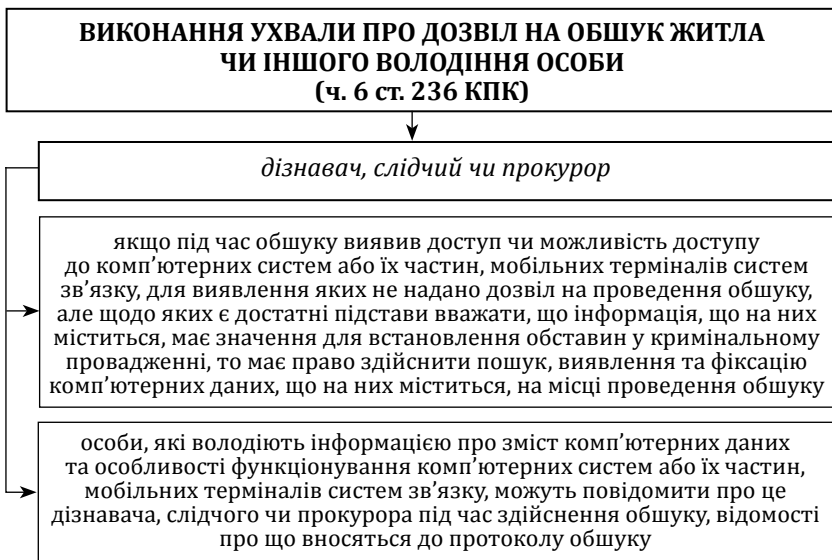 ВИКОНАННЯ УХВАЛИ ПРО ДОЗВІЛ НА ОБШУК ЖИТЛА
ЧИ ІНШОГО ВОЛОДІННЯ ОСОБИ
(ч. 6 ст. 236 КПК)
дізнавач, слідчий чи прокурор
якщо під час обшуку виявив доступ чи можливість доступу
до комп’ютерних систем або їх частин, мобільних терміналів систем
зв’язку, для виявлення яких не надано дозвіл на проведення обшуку,
але щодо яких є достатні підстави вважати, що інформація, що на них
міститься, має значення для встановлення обставин у кримінальному
провадженні, то має право здійснити пошук, виявлення та фіксацію
комп’ютерних даних, що на них міститься, на місці проведення обшуку
особи, які володіють інформацією про зміст комп’ютерних даних
та особливості функціонування комп’ютерних систем або їх частин,
мобільних терміналів систем зв’язку, можуть повідомити про це
дізнавача, слідчого чи прокурора під час здійснення обшуку, відомості
про що вносяться до протоколу обшуку